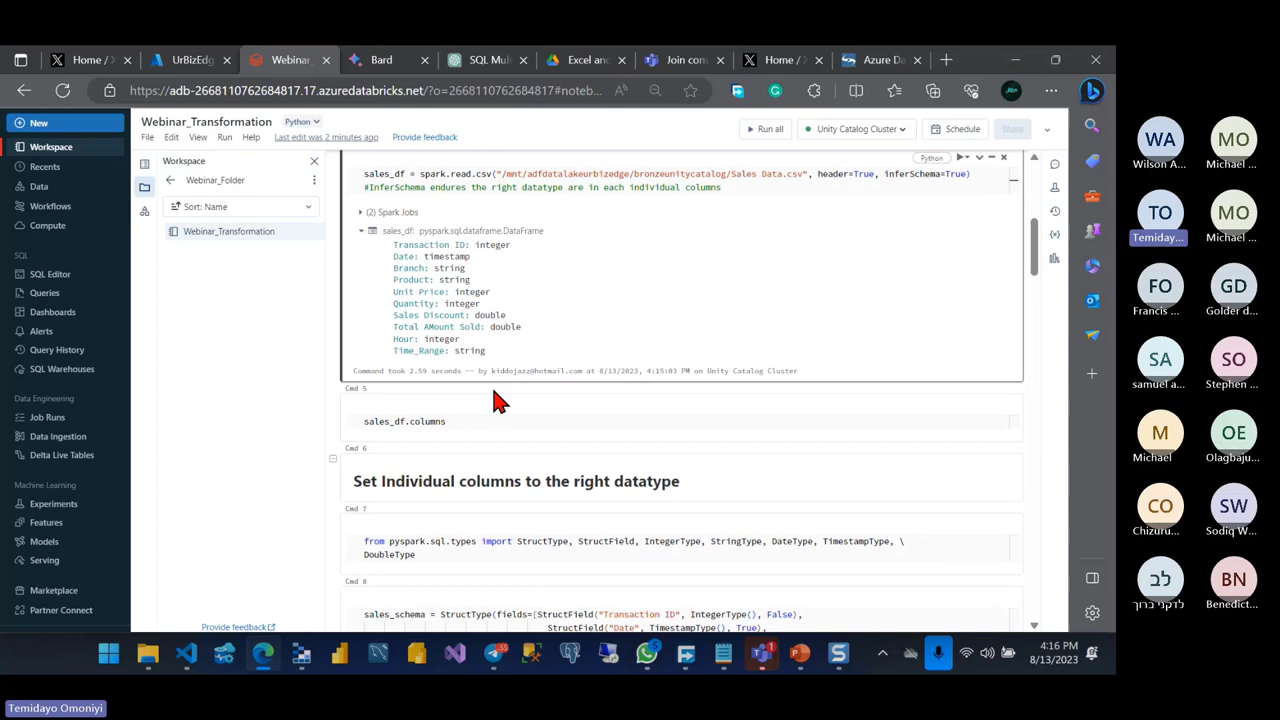 Home / X
UrBizEdg
Webinar_
Bard
SQL Mul
Excel and
Join con
Home / X
Azure Da
https://adb-2668110762684717.17.azuredatabricks.net/?o=2668110762684717#noteb...
New
Workspace
Recents
Data
Workflows
Compute
SQL
SQL Editor
Queries
Dashboards
Alerts
Query History
SQL Warehouses
Data Engineering
Job Runs
Data Ingestion
Delta Live Tables
Machine Learning
Experiments
Features
Models
Serving
Marketplace
Partner Connect
Webinar_Transformation
Python
File Edit View Run Help Last edit was 2 minutes ago Provide feedback
Run all
Unity Catalog Cluster
Schedule
Share
Workspace
Webinar_Folder
Sort: Name
Webinar_Transformation
Provide feedback
Python
sales_df = spark.read.csv("/mnt/adfdatalakeurbizedge/bronzeunitycatalog/Sales Data.csv", header=True, inferSchema=True)
#InferSchema endures the right datatype are in each individual columns
(2) Spark Jobs
sales_df: pyspark.sql.dataframe.DataFrame
Transaction ID: integer
Date: timestamp
Branch: string
Product: string
Unit Price: integer
Quantity: integer
Sales Discount: double
Total AMount Sold: double
Hour: integer
Time_Range: string
Command took 2.59 seconds -- by kiddojazz@hotmail.com at 8/13/2023, 4:15:03 PM on Unity Catalog Cluster
Cmd 5
sales_df.columns
Cmd 6
Set Individual columns to the right datatype
Cmd 7
from pyspark.sql.types import StructType, StructField, IntegerType, StringType, DateType, TimestampType, \
DoubleType
Cmd 8
sales_schema = StructType(fields=[StructField("Transaction ID", IntegerType(), False),
StructField("Date", TimestampType(), True),
4:16 PM
8/13/2023
WA
Wilson A...
MO
Michael ...
TO
Temiday...
MO
Michael ...
FO
Francis ...
GD
Golder d...
SA
samuel a...
SO
Stephen ...
M
Michael
OE
Olagbaju...
CO
Chizuru...
SW
Sodiq W...
לב
לדקני ברוך
BN
Benedict...
Temidayo Omoniyi